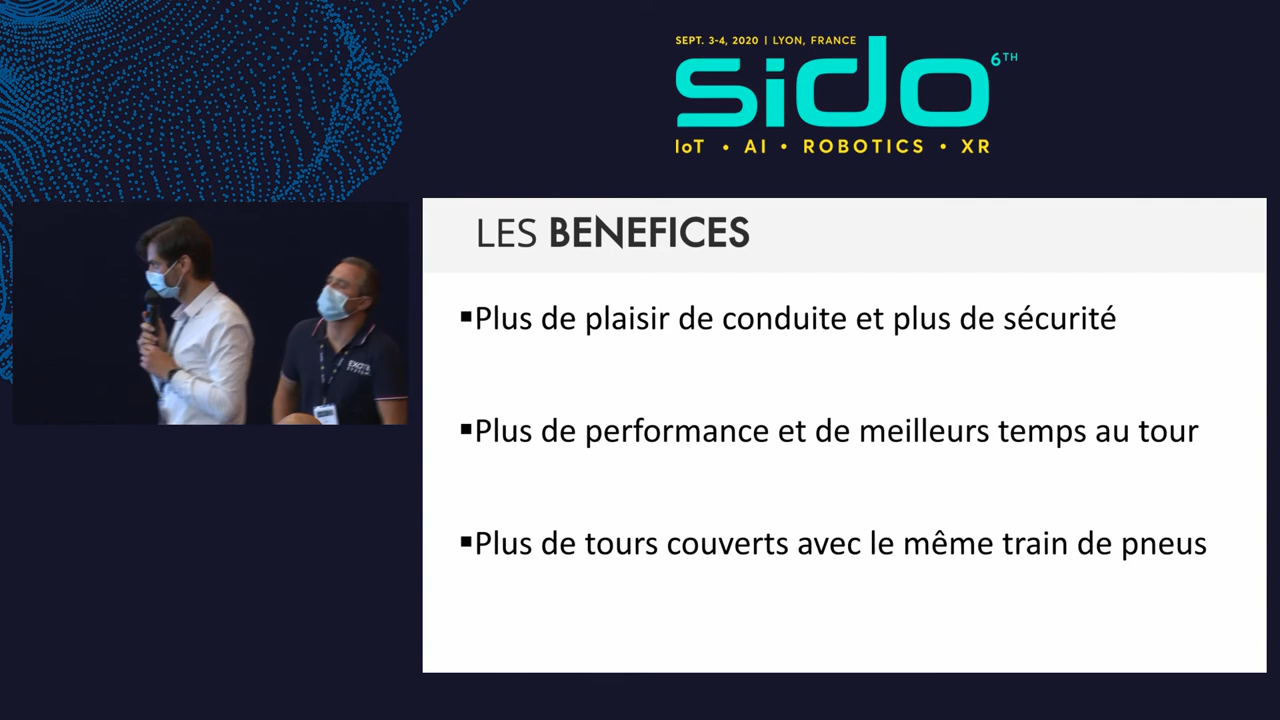 SEPT. 3-4, 2020 | LYON, FRANCE
sido 6TH
IoT • AI • ROBOTICS • XR
LES BENEFICES
▪Plus de plaisir de conduite et plus de sécurité
▪Plus de performance et de meilleurs temps au tour
▪Plus de tours couverts avec le même train de pneus